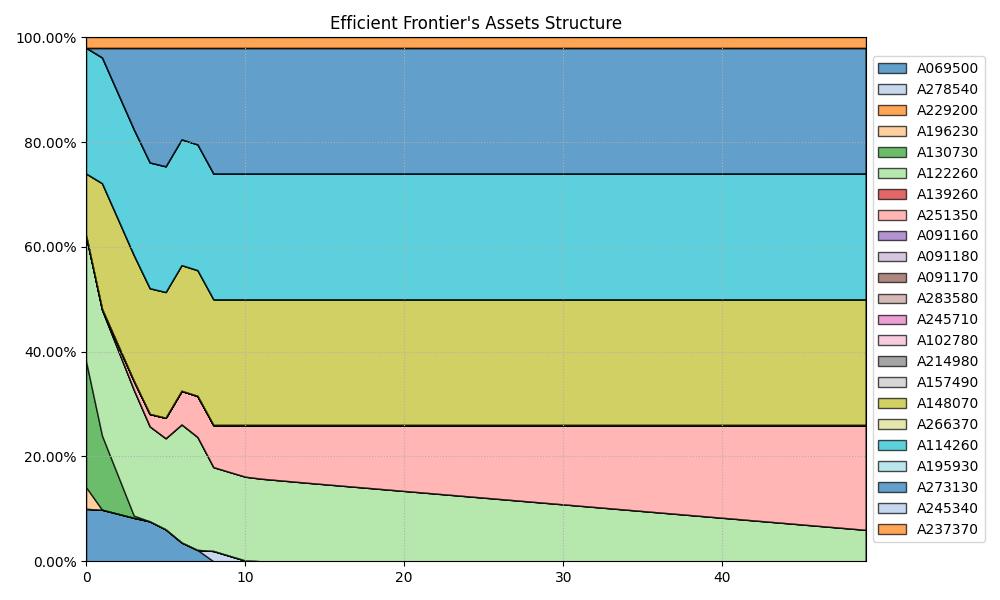 Efficient Frontier's Assets Structure
100.00%
80.00%
60.00%
40.00%
20.00%
0.00%
0
10
20
30
40
A069500
A278540
A229200
A196230
A130730
A122260
A139260
A251350
A091160
A091180
A091170
A283580
A245710
A102780
A214980
A157490
A148070
A266370
A114260
A195930
A273130
A245340
A237370